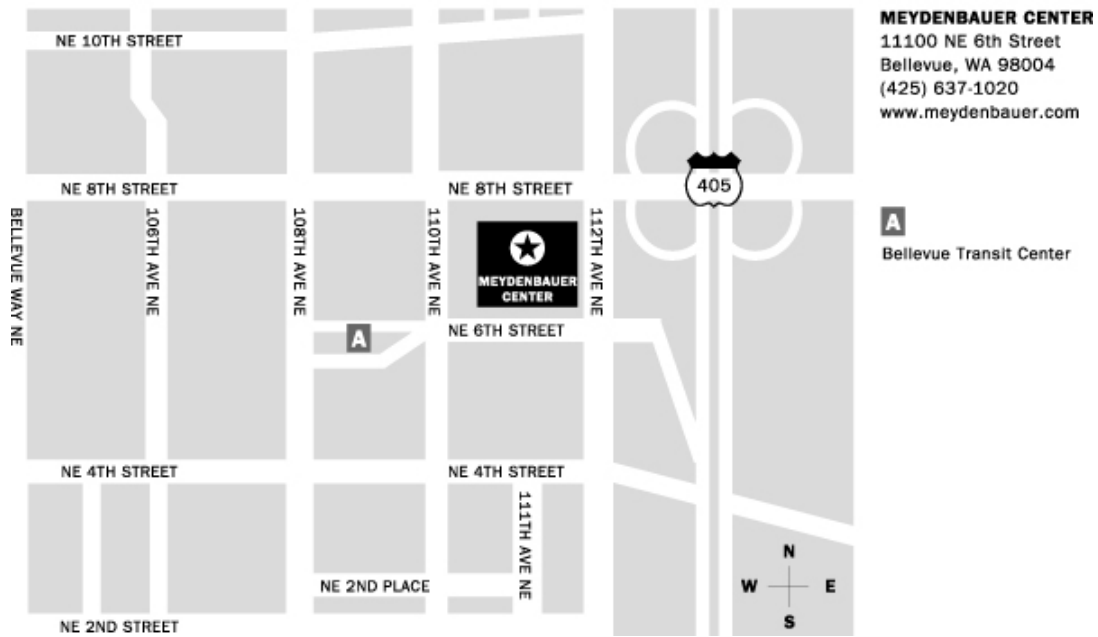 MEYDENBAUER CENTER
11100 NE 6th Street
Bellevue, WA 98004
(425) 637-1020
www.meydenbauer.com
A
Bellevue Transit Center
NE 10TH STREET
NE 8TH STREET
NE 8TH STREET
405
BELLEVUE WAY NE
106TH AVE NE
108TH AVE NE
110TH AVE NE
112TH AVE NE
MEYDENBAUER
CENTER
A
NE 6TH STREET
NE 4TH STREET
NE 4TH STREET
111TH AVE NE
NE 2ND PLACE
NE 2ND STREET
N
W
E
S